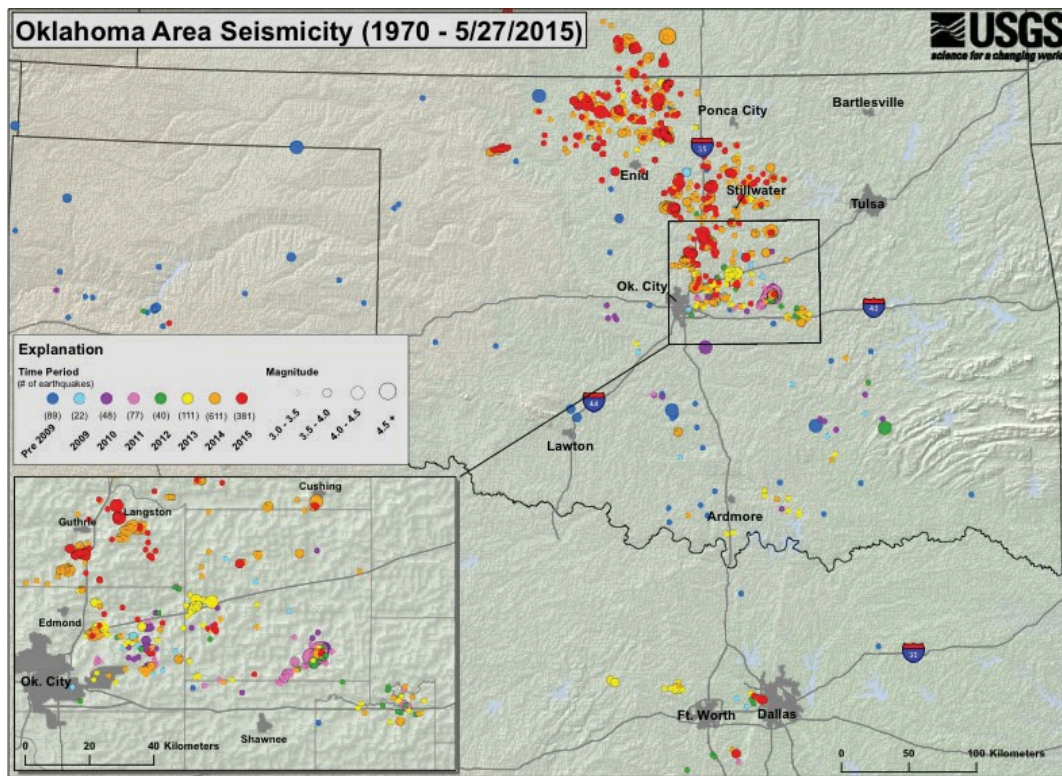 Oklahoma Area Seismicity (1970 - 5/27/2015)
USGS
science for a changing world
Ponca City
Bartlesville
35
Enid
Stillwater
Tulsa
Ok. City
40
Explanation
Time Period
(# of earthquakes)
Magnitude
(89) (22) (48) (77) (40) (111) (611) (381)
Pre 2009 2009 2010 2011 2012 2013 2014 2015
3.0 - 3.5 3.5 - 4.0 4.0 - 4.5 4.5 +
44
Lawton
Ardmore
Cushing
Langston
Guthrie
Edmond
Ok. City
Shawnee
0 20 40 Kilometers
Ft. Worth
Dallas
0 50 100 Kilometers